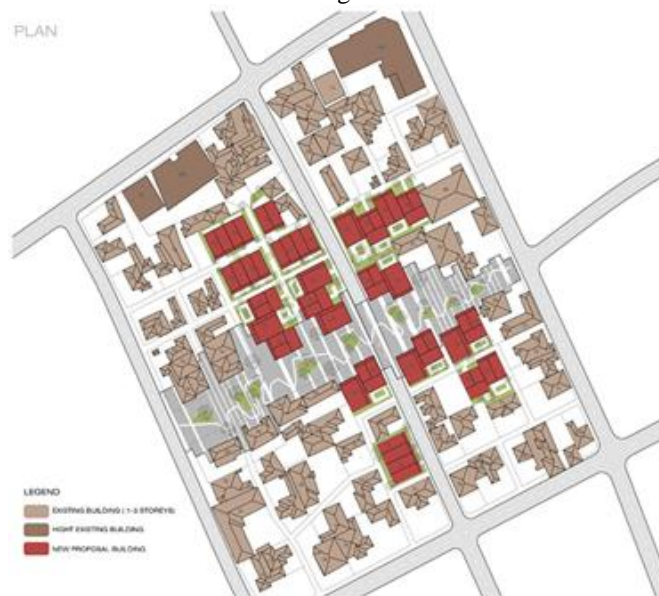 PLAN
LEGEND
EXISTING BUILDING ( 1-3 STOREYS)
HIGHT EXISTING BUILDING
NEW PROPOSAL BUILDING